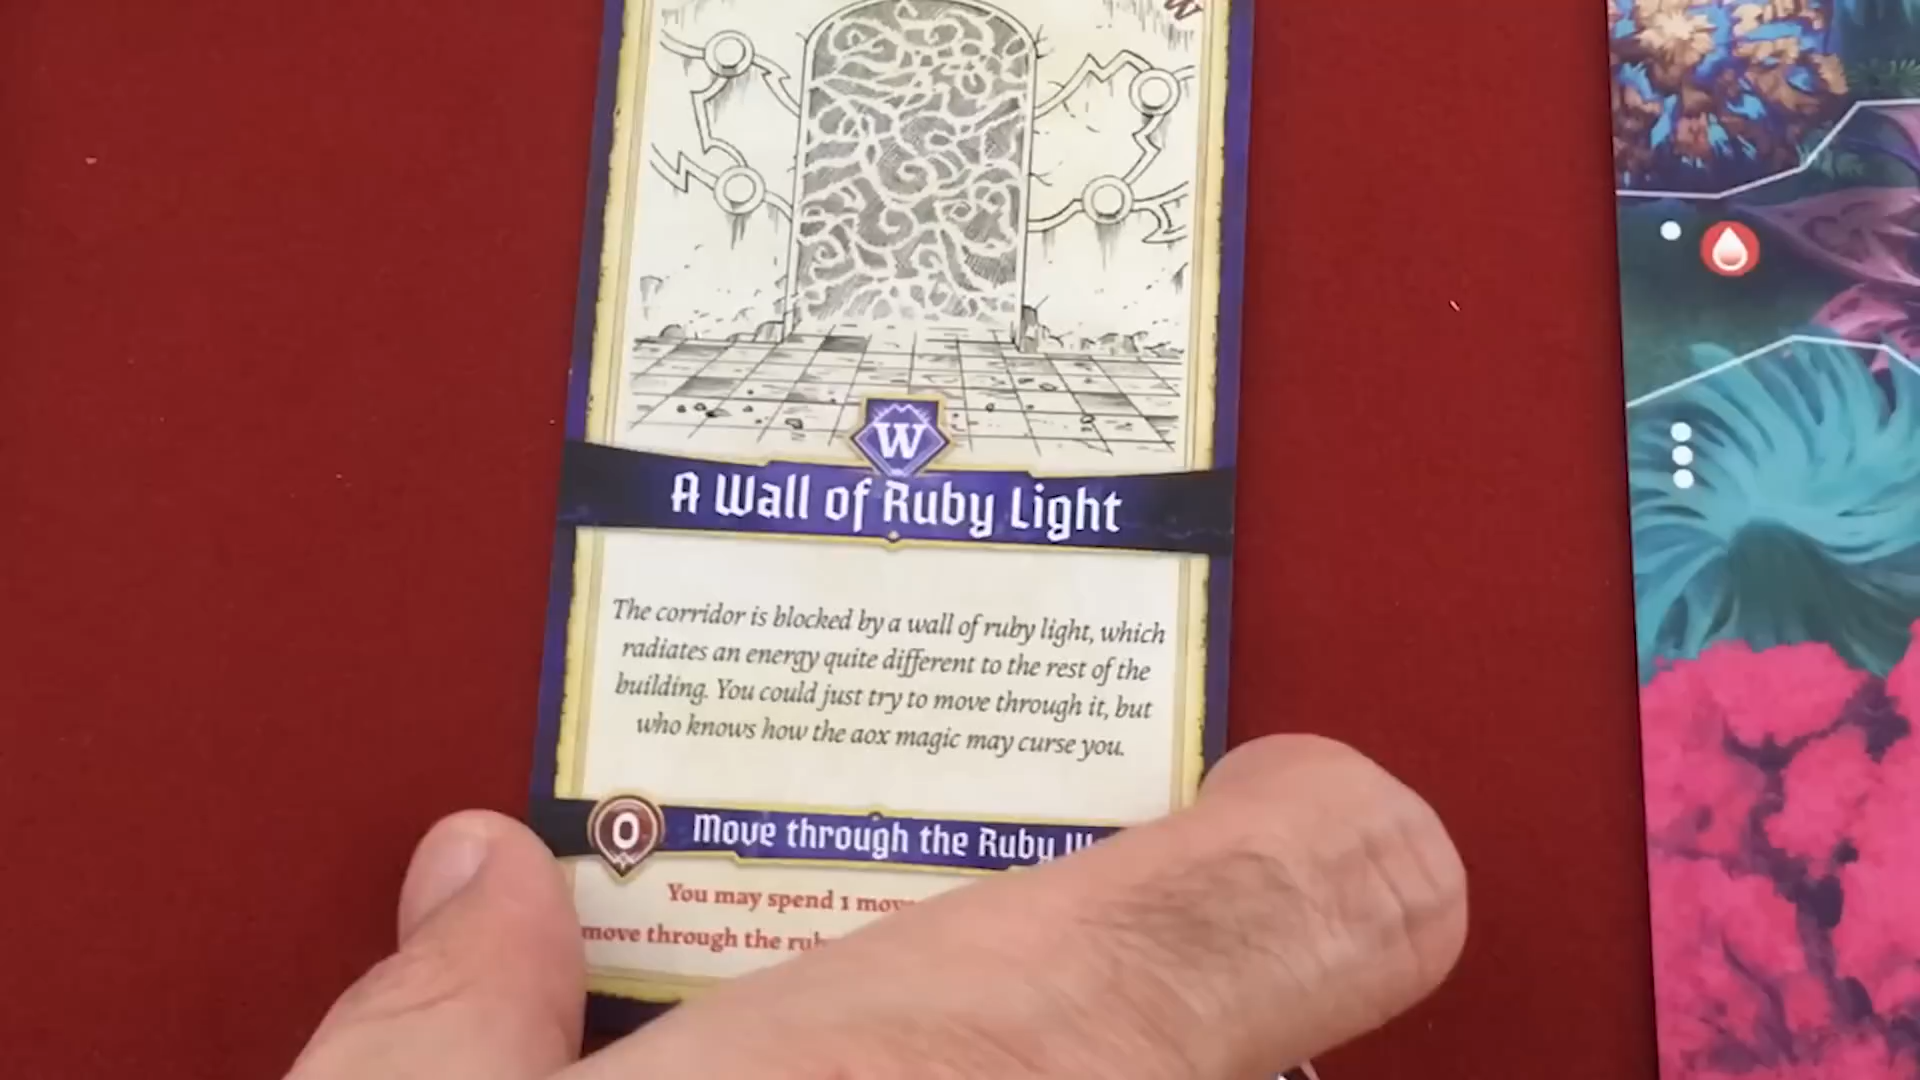 W
W
A Wall of Ruby Light
The corridor is blocked by a wall of ruby light, which
radiates an energy quite different to the rest of the
building. You could just try to move through it, but
who knows how the aox magic may curse you.
0 Move through the Ruby
You may spend 1
move through the